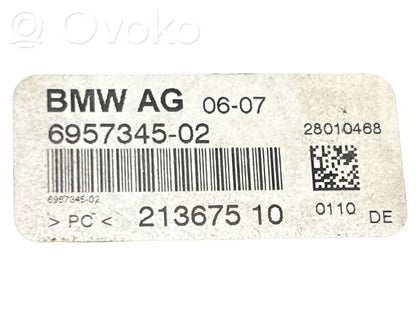 Ovoko
BMW AG 06-07
6957345-02 28010468
6957345-02
> PC < 213675 10 0110 DE